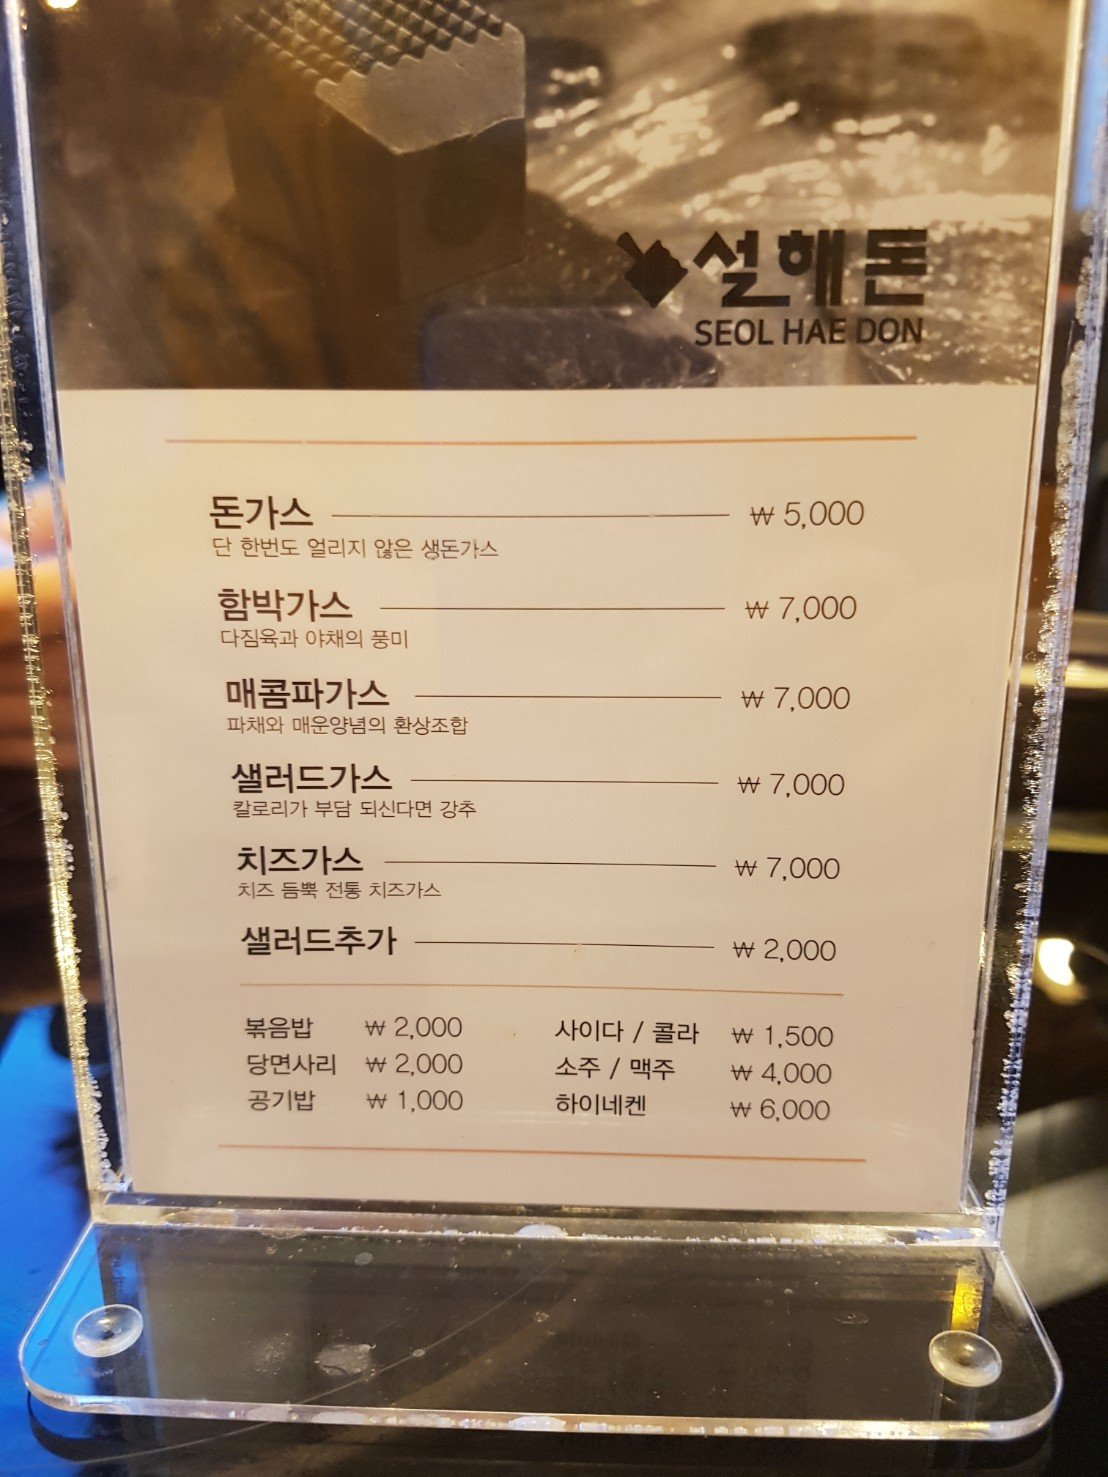 설해돈
SEOL HAE DON
돈가스 ₩ 5,000
단 한번도 얼리지 않은 생돈가스
함박가스 ₩ 7,000
다짐육과 야채의 풍미
매콤파가스 ₩ 7,000
파채와 매운양념의 환상조합
샐러드가스 ₩ 7,000
칼로리가 부담 되신다면 강추
치즈가스 ₩ 7,000
치즈 듬뿍 전통 치즈가스
샐러드추가 ₩ 2,000
볶음밥 ₩ 2,000 사이다 / 콜라 ₩ 1,500
당면사리 ₩ 2,000 소주 / 맥주 ₩ 4,000
공기밥 ₩ 1,000 하이네켄 ₩ 6,000